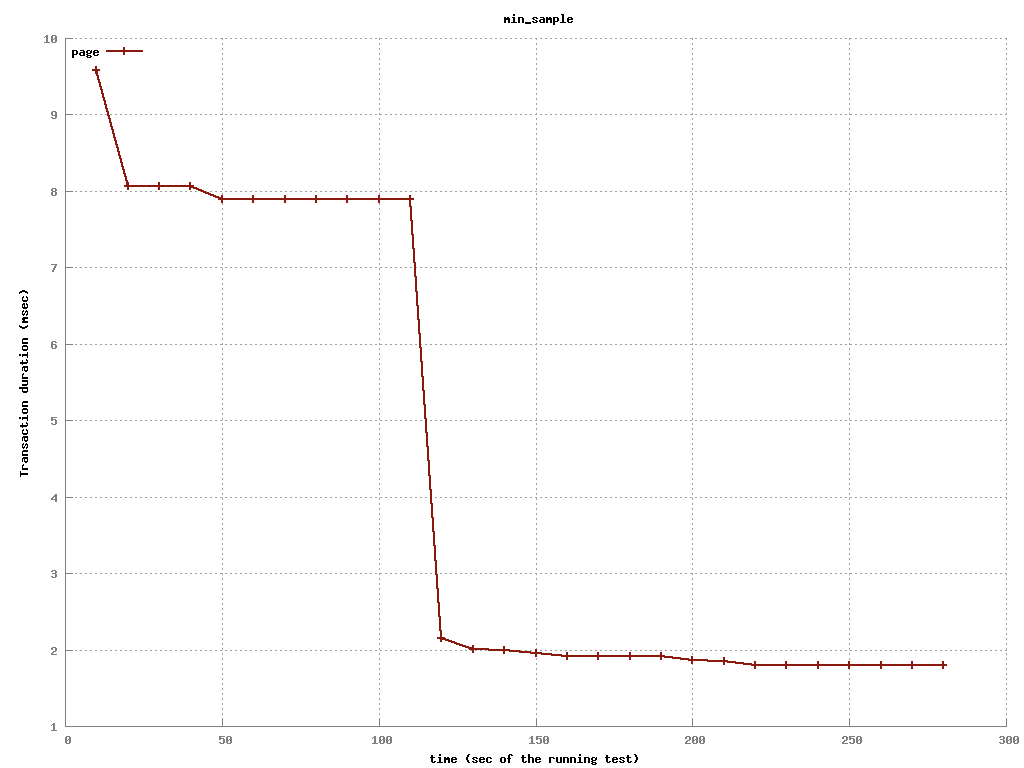 min_sample
page
10
9
8
7
6
5
4
3
2
1
Transaction duration (msec)
0 50 100 150 200 250 300
time (sec of the running test)